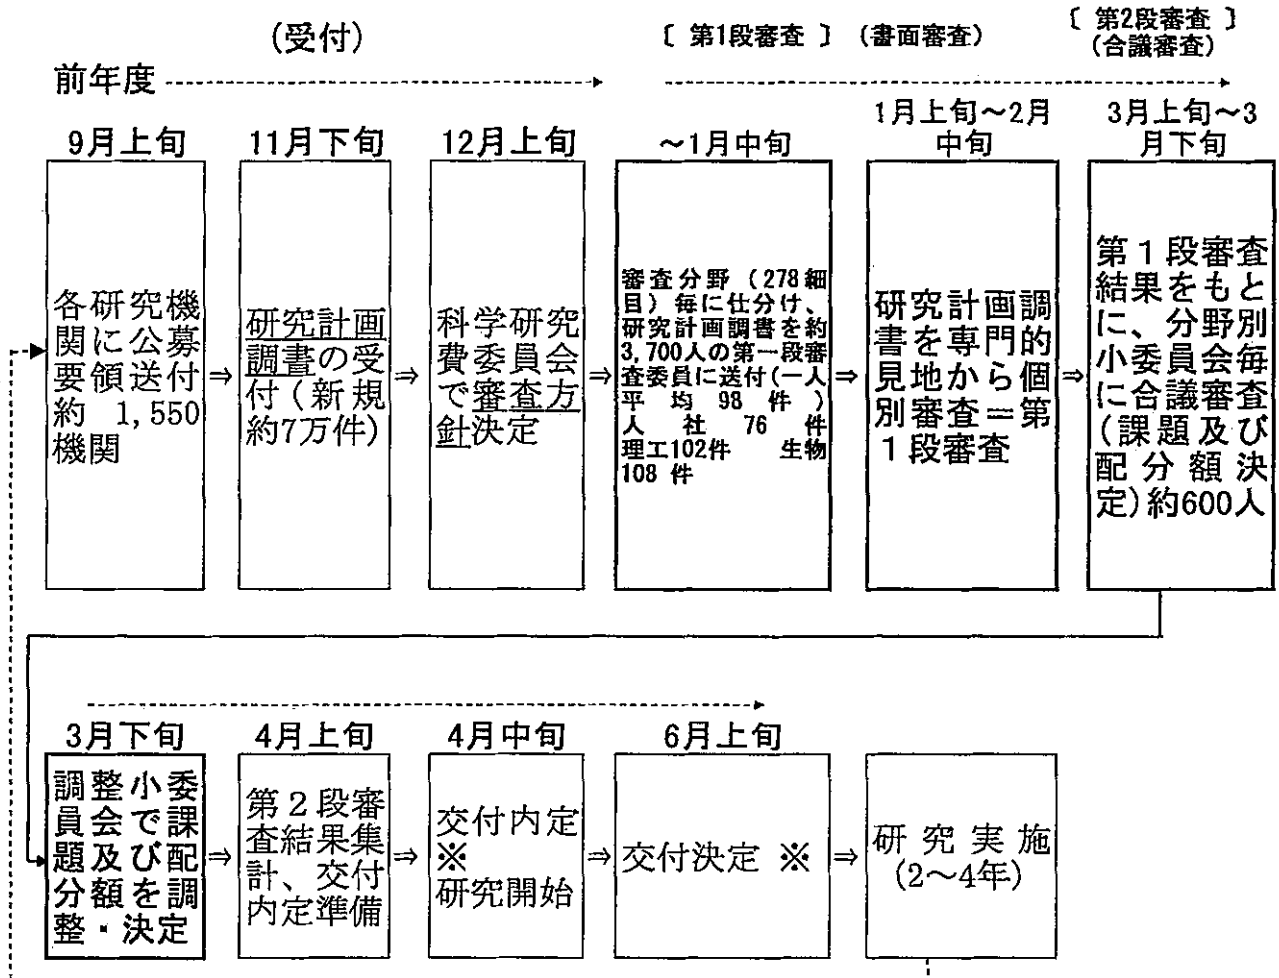 (受付)
〔 第1段審査 〕 (書面審査)
〔 第2段審査 〕
(合議審査)
前年度
9月上旬
各研究機
関に公募
要領送付
約 1,550
機関
⇒
11月下旬
研究計画
調書の受
付(新規
約7万件)
⇒
12月上旬
科学研究
費委員会
で審査方
針決定
⇒
～1月中旬
審査分野 (278細
目) 毎に仕分け、
研究計画調書を約
3,700人の第一段審
査委員に送付(一人
平均 98 件)
人社 76 件
理工102件 生物
108 件
⇒
1月上旬～2月
中旬
研究計画調
書を専門的
見地から個
別審査＝第
1段審査
⇒
3月上旬～3
月下旬
第1段審査
結果をもと
に、分野別
小委員会毎
に合議審査
(課題及び
配分額決
定)約600人
3月下旬
調整小委
員会で課
題及び配
分額を調
整・決定
⇒
4月上旬
第2段審
査結果集
計、交付
内定準備
⇒
4月中旬
交付内定
※
研究開始
⇒
6月上旬
交付決定 ※
⇒
研究実施
(2～4年)